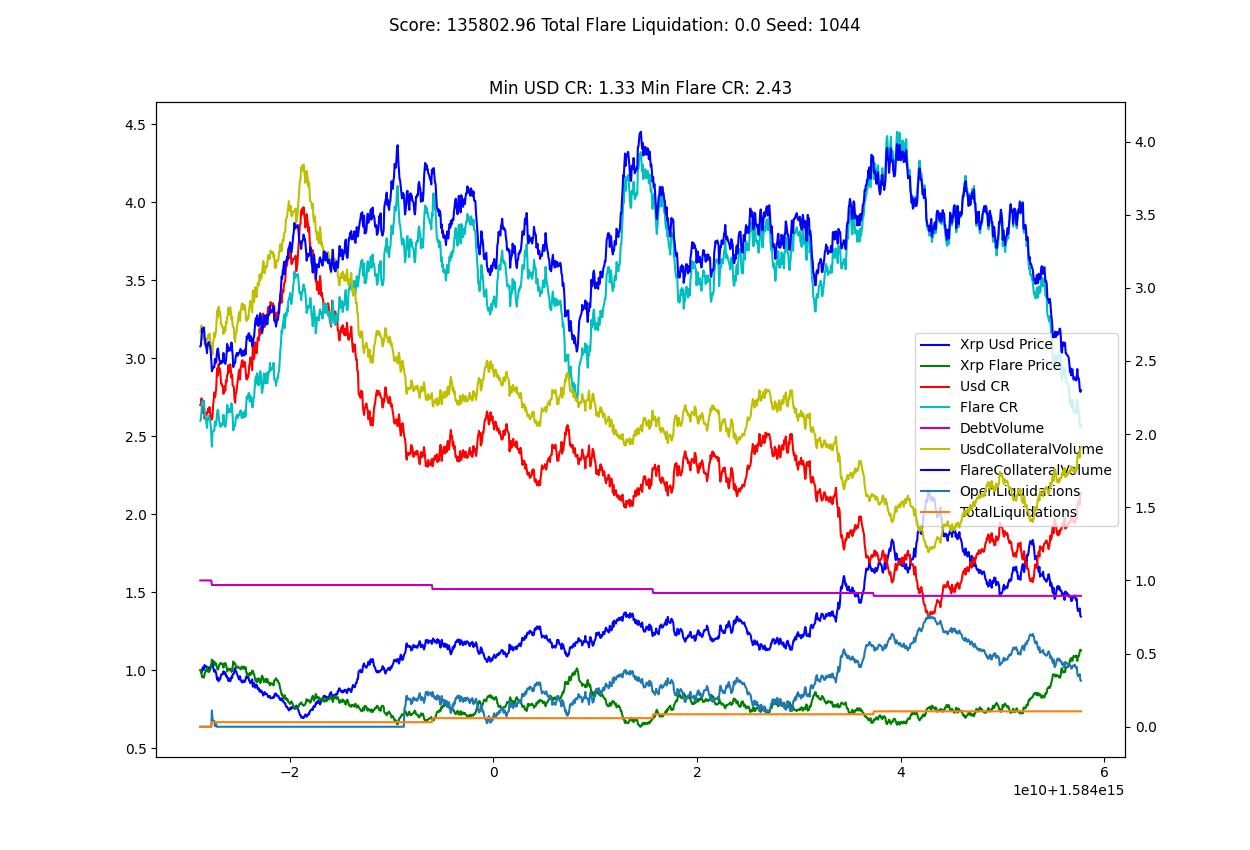 Score: 135802.96 Total Flare Liquidation: 0.0 Seed: 1044
Min USD CR: 1.33 Min Flare CR: 2.43
4.5
4.0
3.5
3.0
2.5
2.0
1.5
1.0
0.5
4.0
3.5
3.0
2.5
2.0
1.5
1.0
0.5
0.0
Xrp Usd Price
Xrp Flare Price
Usd CR
Flare CR
DebtVolume
UsdCollateralVolume
FlareCollateralVolume
OpenLiquidations
TotalLiquidations
−2 0 2 4 6
1e10+1.584e15